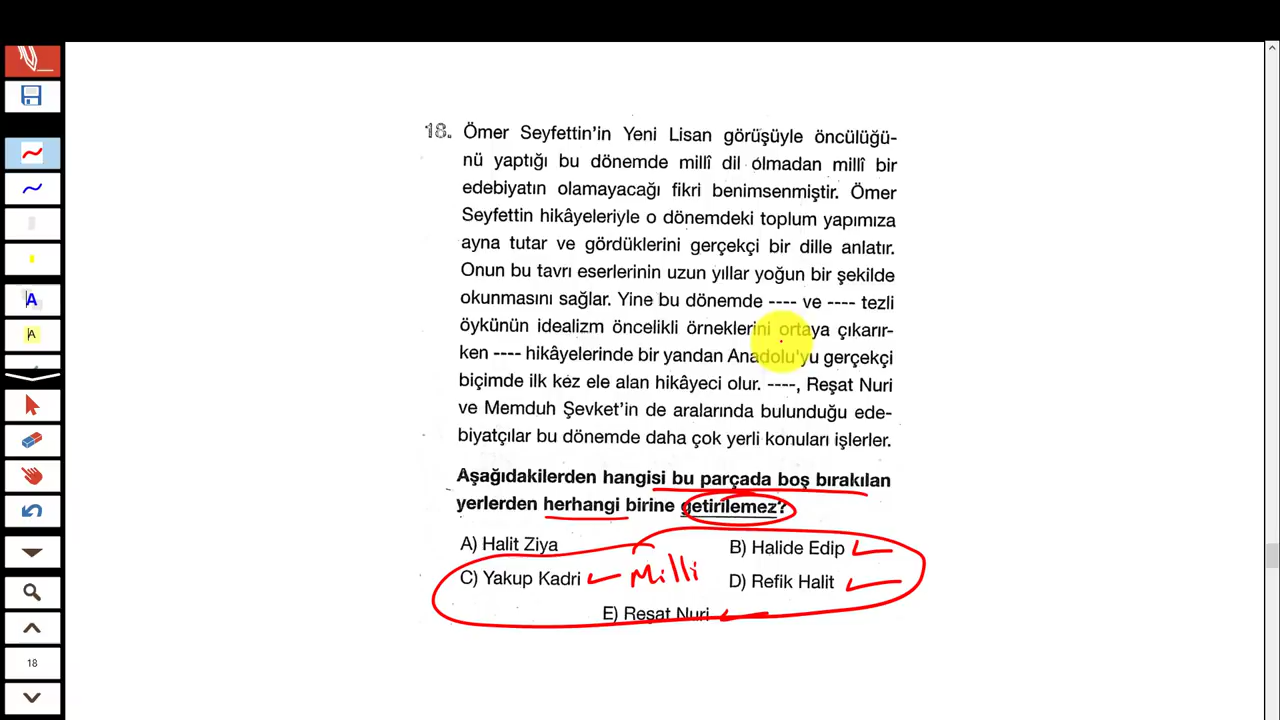 18. Ömer Seyfettin'in Yeni Lisan görüşüyle öncülüğü-
nü yaptığı bu dönemde millî dil olmadan millî bir
edebiyatın olamayacağı fikri benimsenmiştir. Ömer
Seyfettin hikâyeleriyle o dönemdeki toplum yapımıza
ayna tutar ve gördüklerini gerçekçi bir dille anlatır.
Onun bu tavrı eserlerinin uzun yıllar yoğun bir şekilde
okunmasını sağlar. Yine bu dönemde ---- ve ---- tezli
öykünün idealizm öncelikli örneklerini ortaya çıkarır-
ken ---- hikâyelerinde bir yandan Anadolu'yu gerçekçi
biçimde ilk kez ele alan hikâyeci olur. ----, Reşat Nuri
ve Memduh Şevket'in de aralarında bulunduğu ede-
biyatçılar bu dönemde daha çok yerli konuları işlerler.
Aşağıdakilerden hangisi bu parçada boş bırakılan
yerlerden herhangi birine getirilemez?
A) Halit Ziya
B) Halide Edip
C) Yakup Kadri
Milli
D) Refik Halit
E) Reşat Nuri
A
A
18